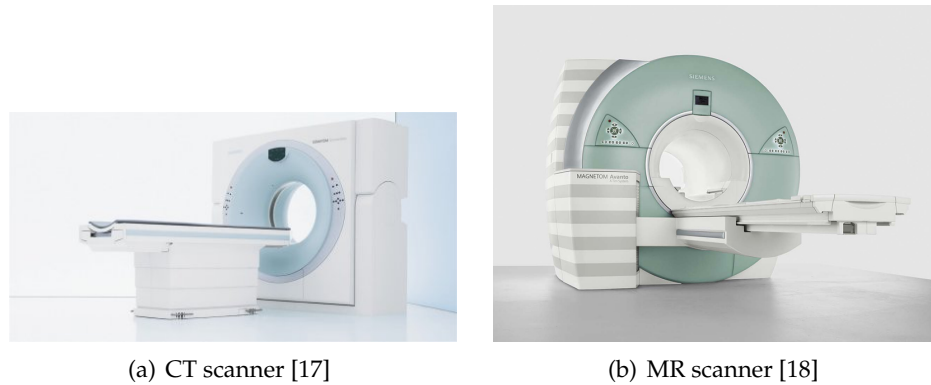 SIEMENS
MAGNETOM Avanto
(a) CT scanner [17]
(b) MR scanner [18]